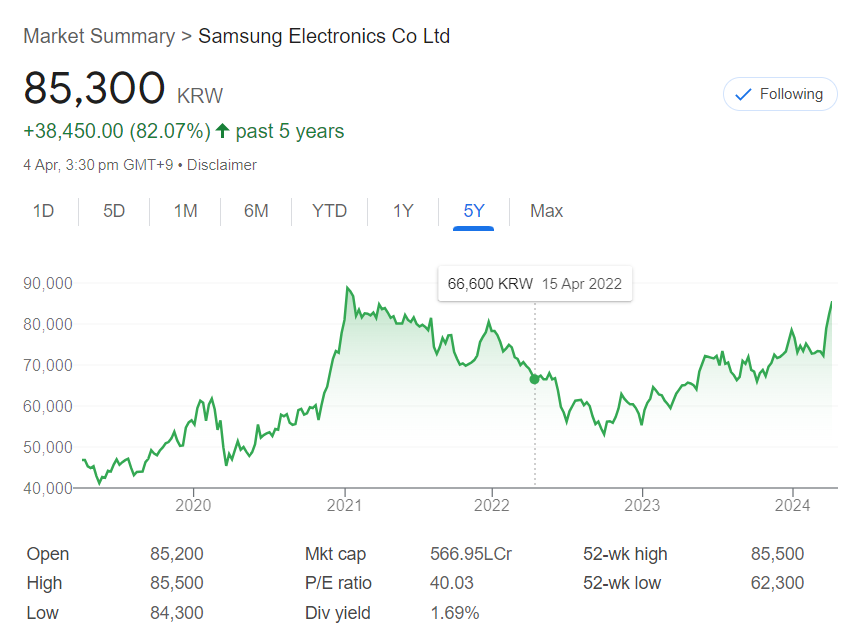 Market Summary > Samsung Electronics Co Ltd
85,300 KRW
Following
+38,450.00 (82.07%) ↑ past 5 years
4 Apr, 3:30 pm GMT+9 • Disclaimer
1D 5D 1M 6M YTD 1Y 5Y Max
66,600 KRW 15 Apr 2022
90,000
80,000
70,000
60,000
50,000
40,000
2020 2021 2022 2023 2024
Open 85,200 Mkt cap 566.95LCr 52-wk high 85,500
High 85,500 P/E ratio 40.03 52-wk low 62,300
Low 84,300 Div yield 1.69%